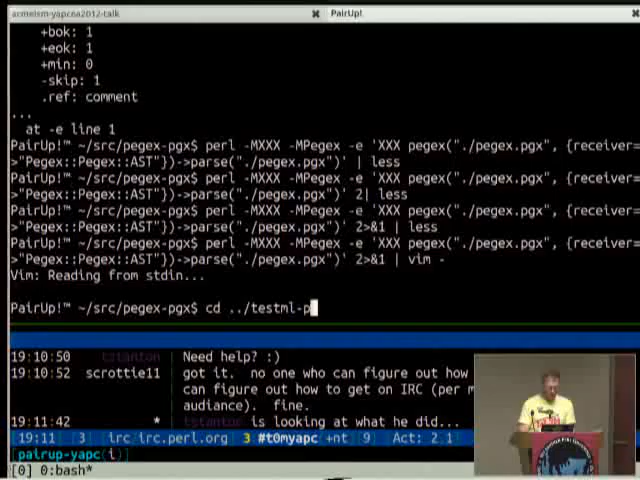 acmeism-yapcna2012-talk
PairUp!
+bok: 1
+eok: 1
+min: 0
-skip: 1
.ref: comment
...
at -e line 1
PairUp!™ ~/src/pegex-pgx$ perl -MXXX -MPegex -e 'XXX pegex("./pegex.pgx", {receiver=
>"Pegex::Pegex::AST"})->parse("./pegex.pgx")' | less
PairUp!™ ~/src/pegex-pgx$ perl -MXXX -MPegex -e 'XXX pegex("./pegex.pgx", {receiver=
>"Pegex::Pegex::AST"})->parse("./pegex.pgx")' 2| less
PairUp!™ ~/src/pegex-pgx$ perl -MXXX -MPegex -e 'XXX pegex("./pegex.pgx", {receiver=
>"Pegex::Pegex::AST"})->parse("./pegex.pgx")' 2>&1 | less
PairUp!™ ~/src/pegex-pgx$ perl -MXXX -MPegex -e 'XXX pegex("./pegex.pgx", {receiver=
>"Pegex::Pegex::AST"})->parse("./pegex.pgx")' 2>&1 | vim -
Vim: Reading from stdin...
PairUp!™ ~/src/pegex-pgx$ cd ../testml-p
19:10:50 tstanton | Need help? :)
19:10:52 scrottie11 | got it. no one who can figure out how
can figure out how to get on IRC (per m
audiance). fine.
19:11:42 * tstanton is looking at what he did...
19:11 [3 irc/irc.perl.org 3 #t0myapc +nt [9] Act: 2.1
[pairup-yapc(i)]
[0] 0:bash*